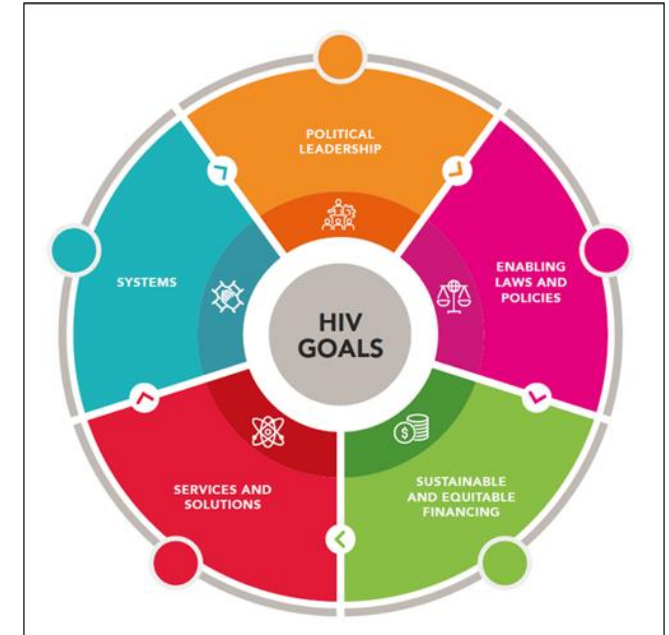 POLITICAL
LEADERSHIP
ENABLING
LAWS AND
POLICIES
SUSTAINABLE
AND EQUITABLE
FINANCING
SERVICES AND
SOLUTIONS
SYSTEMS
HIV
GOALS
$